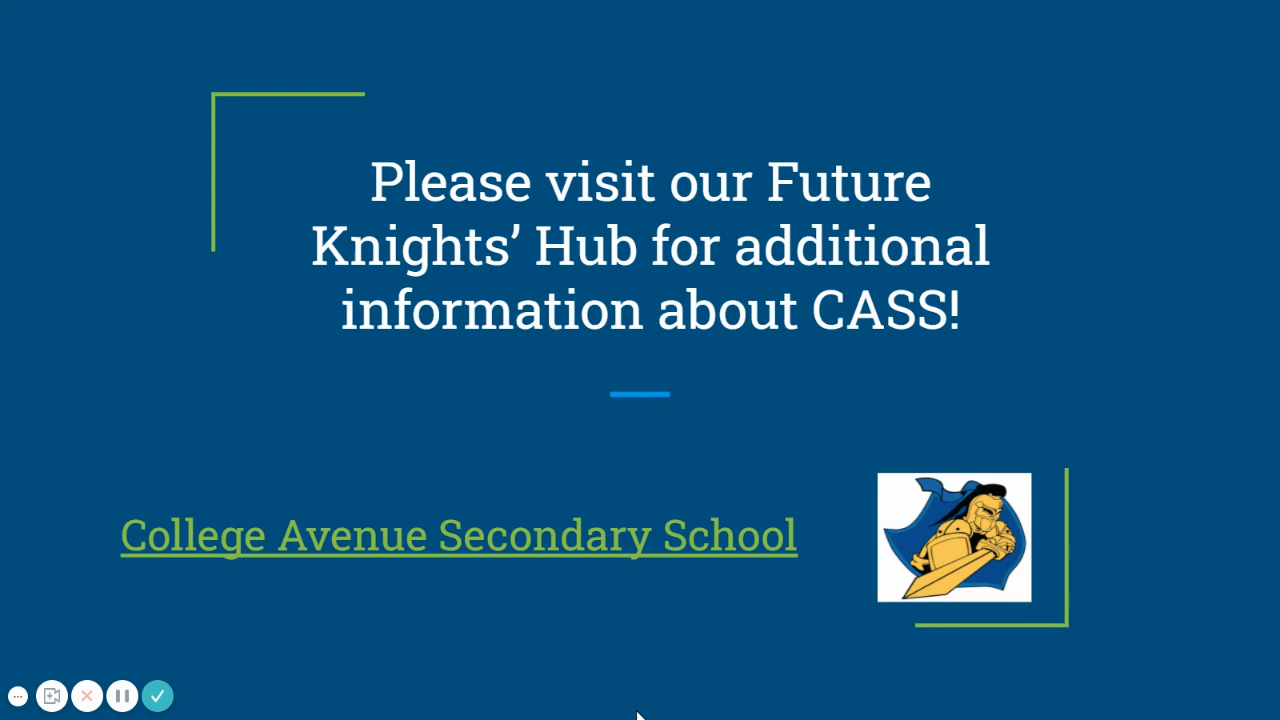 Please visit our Future
Knights’ Hub for additional
information about CASS!
College Avenue Secondary School